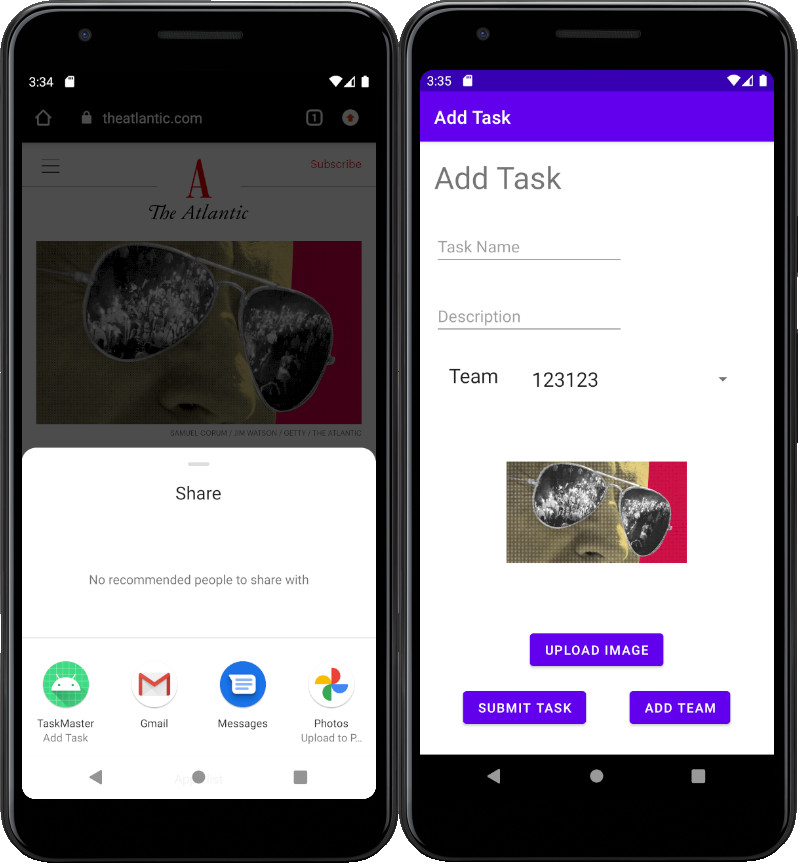 3:34
theatlantic.com
1
Subscribe
A
The Atlantic
SAMUEL CORUM / JIM WATSON / GETTY / THE ATLANTIC
Share
No recommended people to share with
TaskMaster
Add Task
Gmail
Messages
Photos
Upload to P...
3:35
Add Task
Add Task
Task Name
Description
Team
123123
UPLOAD IMAGE
SUBMIT TASK
ADD TEAM